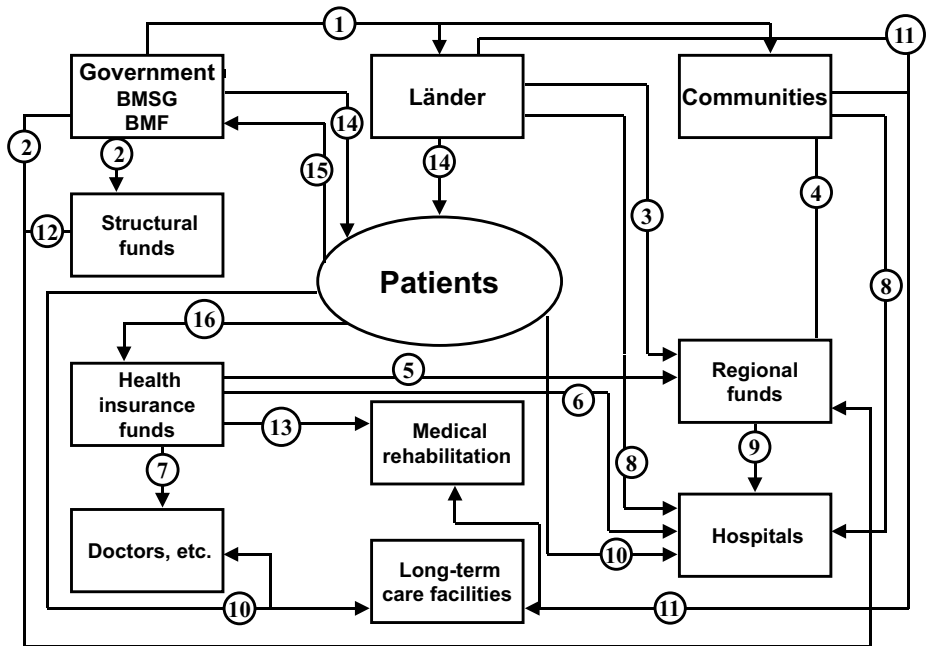 1
11
Government
BMSG
BMF
Länder
Communities
2
2
14
14
15
3
4
12
Structural
funds
Patients
8
16
5
6
Health
insurance
funds
Regional
funds
13
Medical
rehabilitation
7
8
9
Doctors, etc.
Hospitals
10
Long-term
care facilities
10
11